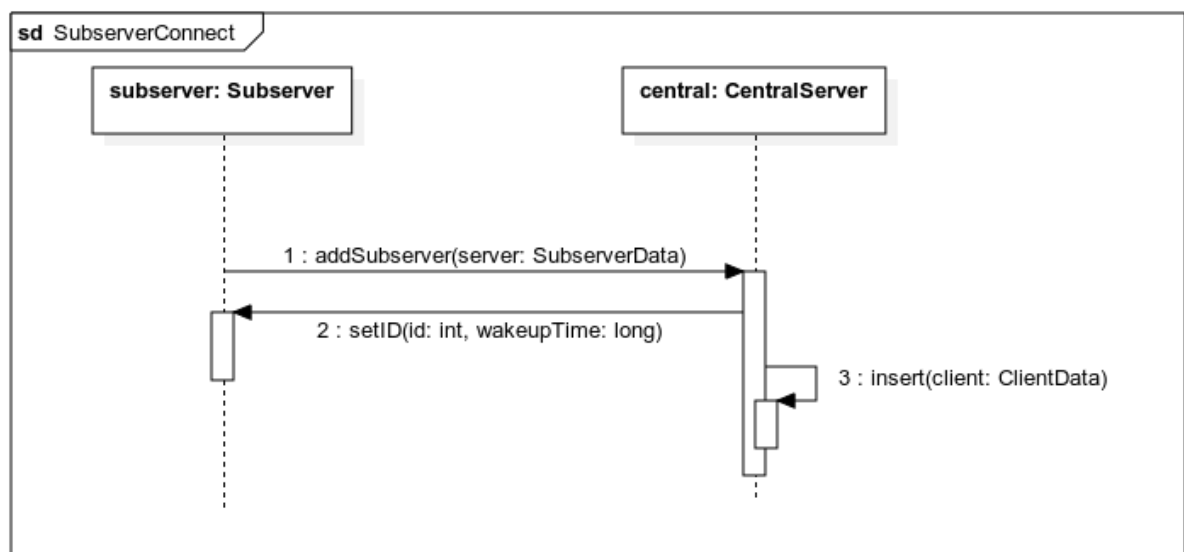 sd SubserverConnect
subserver: Subserver
central: CentralServer
1 : addSubserver(server: SubserverData)
2 : setID(id: int, wakeupTime: long)
3 : insert(client: ClientData)